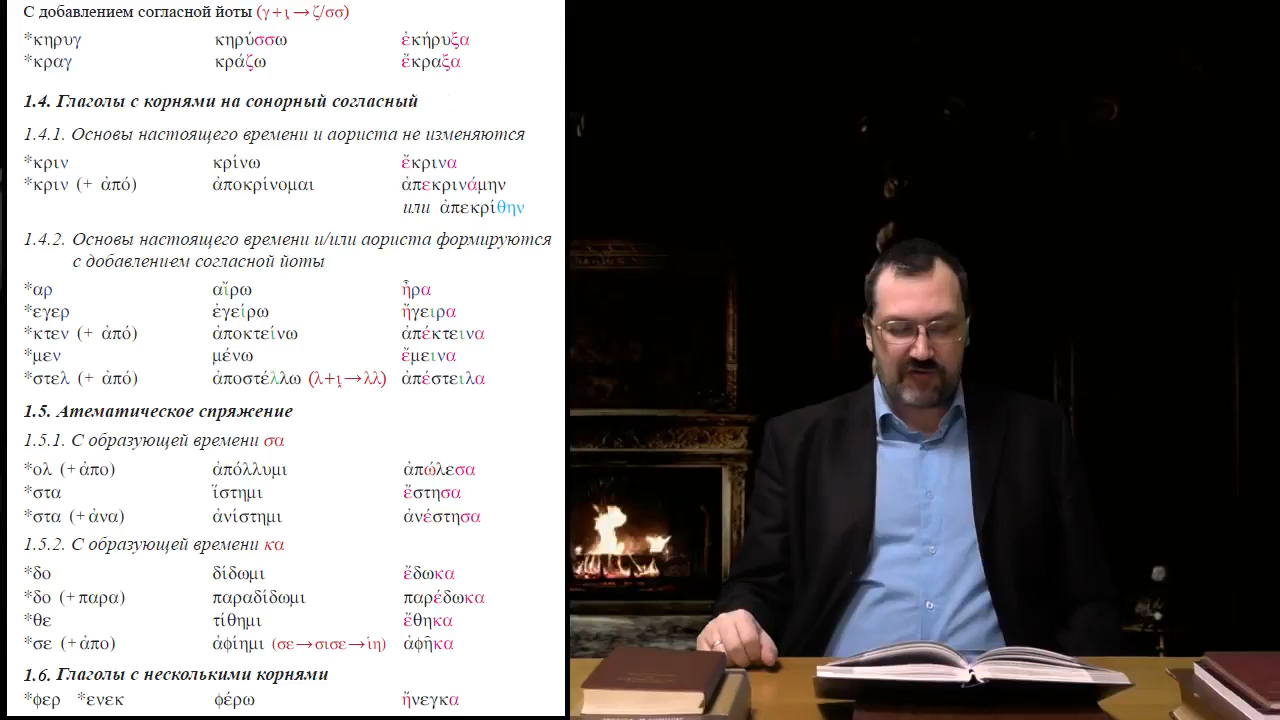 С добавлением согласной йоты (γ+ι̯→ζ/σσ)
*κηρυγ κηρύσσω ἐκήρυξα
*κραγ κράζω ἔκραξα
1.4. Глаголы с корнями на сонорный согласный
1.4.1. Основы настоящего времени и аориста не изменяются
*κριν κρίνω ἔκρινα
*κριν (+ ἀπό) ἀποκρίνομαι ἀπεκρινάμην
или ἀπεκρίθην
1.4.2. Основы настоящего времени и/или аориста формируются
с добавлением согласной йоты
*αρ αἴρω ἦρα
*εγερ ἐγείρω ἤγειρα
*κτεν (+ ἀπό) ἀποκτείνω ἀπέκτεινα
*μεν μένω ἔμεινα
*στελ (+ ἀπό) ἀποστέλλω (λ+ι̯→λλ) ἀπέστειλα
1.5. Атематическое спряжение
1.5.1. С образующей времени σα
*ολ (+ἀπο) ἀπόλλυμι ἀπώλεσα
*στα ἵστημι ἔστησα
*στα (+ἀνα) ἀνίστημι ἀνέστησα
1.5.2. С образующей времени κα
*δο δίδωμι ἔδωκα
*δο (+παρα) παραδίδωμι παρέδωκα
*θε τίθημι ἔθηκα
*σε (+ἀπο) ἀφίημι (σε→σισε→ἱη) ἀφῆκα
1.6. Глаголы с несколькими корнями
*φερ *ενεκ φέρω ἤνεγκα